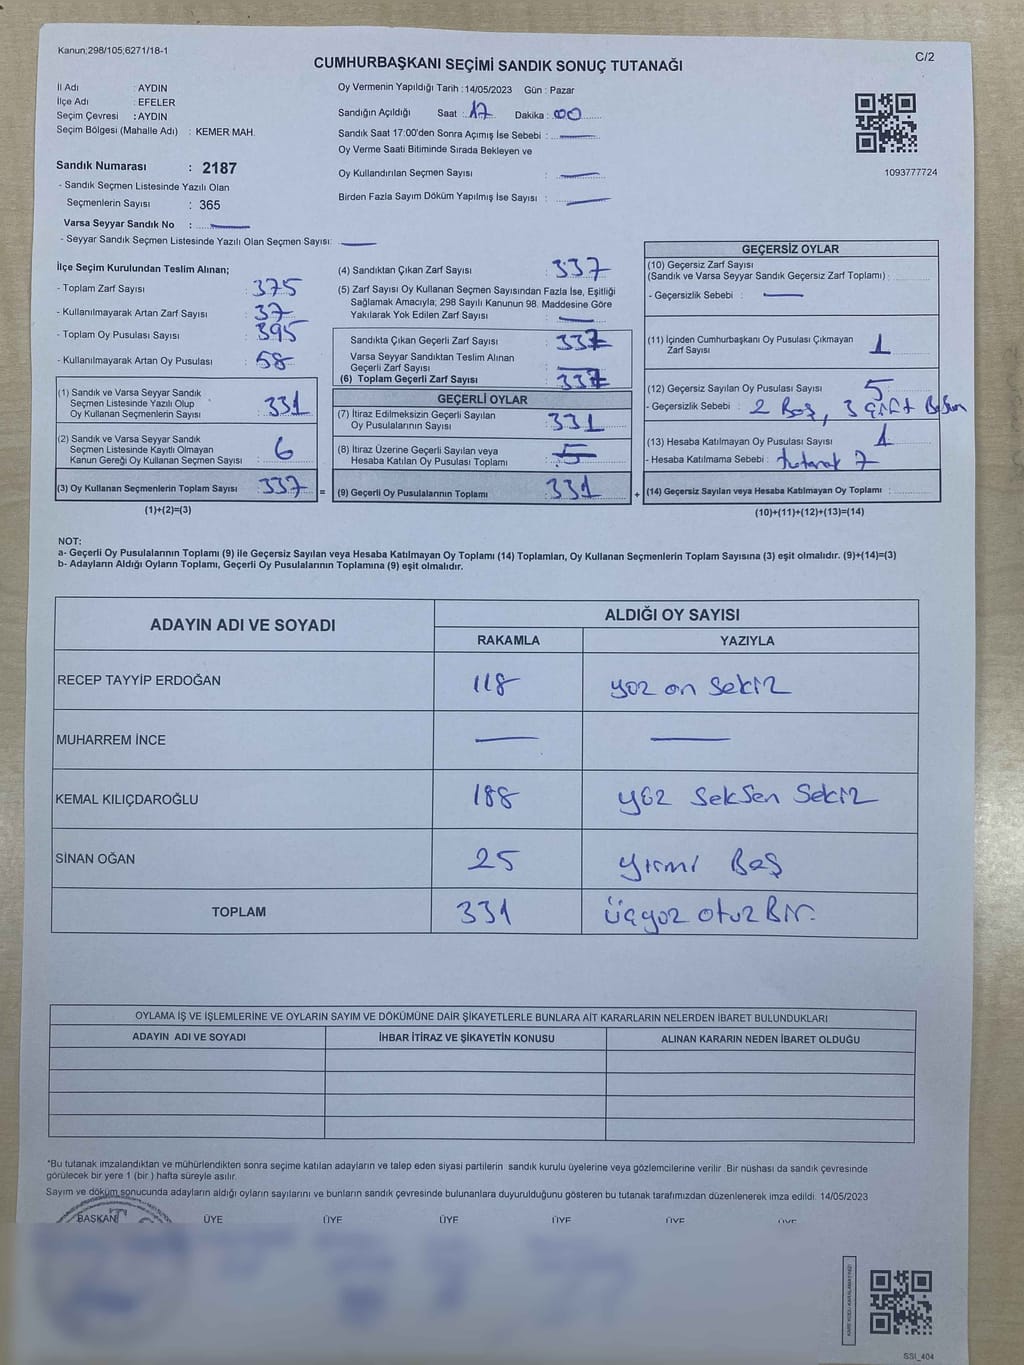 Kanun,298/105;6271/18-1
C/2
CUMHURBAŞKANI SEÇİMİ SANDIK SONUÇ TUTANAĞI
İl Adı : AYDIN
İlçe Adı : EFELER
Seçim Çevresi : AYDIN
Seçim Bölgesi (Mahalle Adı) : KEMER MAH.
Sandık Numarası : 2187
- Sandık Seçmen Listesinde Yazılı Olan
Seçmenlerin Sayısı : 365
Varsa Seyyar Sandık No :
- Seyyar Sandık Seçmen Listesinde Yazılı Olan Seçmen Sayısı:
Oy Vermenin Yapıldığı Tarih : 14/05/2023 Gün : Pazar
Sandığın Açıldığı Saat : 17 Dakika : 00
Sandık Saat 17:00'den Sonra Açımış İse Sebebi :
Oy Verme Saati Bitiminde Sırada Bekleyen ve
Oy Kullandırılan Seçmen Sayısı :
Birden Fazla Sayım Döküm Yapılmış İse Sayısı :
1093777724
İlçe Seçim Kurulundan Teslim Alınan;
- Toplam Zarf Sayısı : 375
- Kullanılmayarak Artan Zarf Sayısı : 37
- Toplam Oy Pusulası Sayısı : 395
- Kullanılmayarak Artan Oy Pusulası : 58
(1) Sandık ve Varsa Seyyar Sandık
Seçmen Listesinde Yazılı Olup
Oy Kullanan Seçmenlerin Sayısı : 331
(2) Sandık ve Varsa Seyyar Sandık
Seçmen Listesinde Kayıtlı Olmayan
Kanun Gereği Oy Kullanan Seçmen Sayısı : 6
(3) Oy Kullanan Seçmenlerin Toplam Sayısı : 337 =
(1)+(2)=(3)
(4) Sandıktan Çıkan Zarf Sayısı : 337
(5) Zarf Sayısı Oy Kullanan Seçmen Sayısından Fazla İse, Eşitliği
Sağlamak Amacıyla; 298 Sayılı Kanunun 98. Maddesine Göre
Yakılarak Yok Edilen Zarf Sayısı :
Sandıkta Çıkan Geçerli Zarf Sayısı : 337
Varsa Seyyar Sandıktan Teslim Alınan
Geçerli Zarf Sayısı :
(6) Toplam Geçerli Zarf Sayısı : 337
GEÇERLİ OYLAR
(7) İtiraz Edilmeksizin Geçerli Sayılan
Oy Pusulalarının Sayısı : 331
(8) İtiraz Üzerine Geçerli Sayılan veya
Hesaba Katılan Oy Pusulası Toplamı : 5
(9) Geçerli Oy Pusulalarının Toplamı : 331 +
GEÇERSİZ OYLAR
(10) Geçersiz Zarf Sayısı
(Sandık ve Varsa Seyyar Sandık Geçersiz Zarf Toplamı) :
- Geçersizlik Sebebi :
(11) İçinden Cumhurbaşkanı Oy Pusulası Çıkmayan
Zarf Sayısı : 1
(12) Geçersiz Sayılan Oy Pusulası Sayısı : 5
- Geçersizlik Sebebi : 2 Boş, 3 çift Basım
(13) Hesaba Katılmayan Oy Pusulası Sayısı : 1
- Hesaba Katılmama Sebebi : tutanak 7
(14) Geçersiz Sayılan veya Hesaba Katılmayan Oy Toplamı :
(10)+(11)+(12)+(13)=(14)
NOT:
a- Geçerli Oy Pusulalarının Toplamı (9) ile Geçersiz Sayılan veya Hesaba Katılmayan Oy Toplamı (14) Toplamları, Oy Kullanan Seçmenlerin Toplam Sayısına (3) eşit olmalıdır. (9)+(14)=(3)
b- Adayların Aldığı Oyların Toplamı, Geçerli Oy Pusulalarının Toplamına (9) eşit olmalıdır.
ADAYIN ADI VE SOYADI
ALDIĞI OY SAYISI
RAKAMLA YAZIYLA
RECEP TAYYİP ERDOĞAN 118 yüz on sekiz
MUHARREM İNCE
KEMAL KILIÇDAROĞLU 188 yüz seksen sekiz
SİNAN OĞAN 25 yirmi Beş
TOPLAM 331 üçyüz otuz Bir.
OYLAMA İŞ VE İŞLEMLERİNE VE OYLARIN SAYIM VE DÖKÜMÜNE DAİR ŞİKAYETLERLE BUNLARA AİT KARARLARIN NELERDEN İBARET BULUNDUKLARI
ADAYIN ADI VE SOYADI İHBAR İTİRAZ VE ŞİKAYETİN KONUSU ALINAN KARARIN NEDEN İBARET OLDUĞU
*Bu tutanak imzalandıktan ve mühürlendikten sonra seçime katılan adayların ve talep eden siyasi partilerin sandık kurulu üyelerine veya gözlemcilerine verilir. Bir nüshası da sandık çevresinde
görülecek bir yere 1 (bir) hafta süreyle asılır.
Sayım ve döküm sonucunda adayların aldığı oyların sayılarını ve bunların sandık çevresinde bulunanlara duyurulduğunu gösteren bu tutanak tarafımızdan düzenlenerek imza edildi. 14/05/2023
BAŞKAN ÜYE ÜYE ÜYE ÜYE ÜYE ÜYE
SSI_404